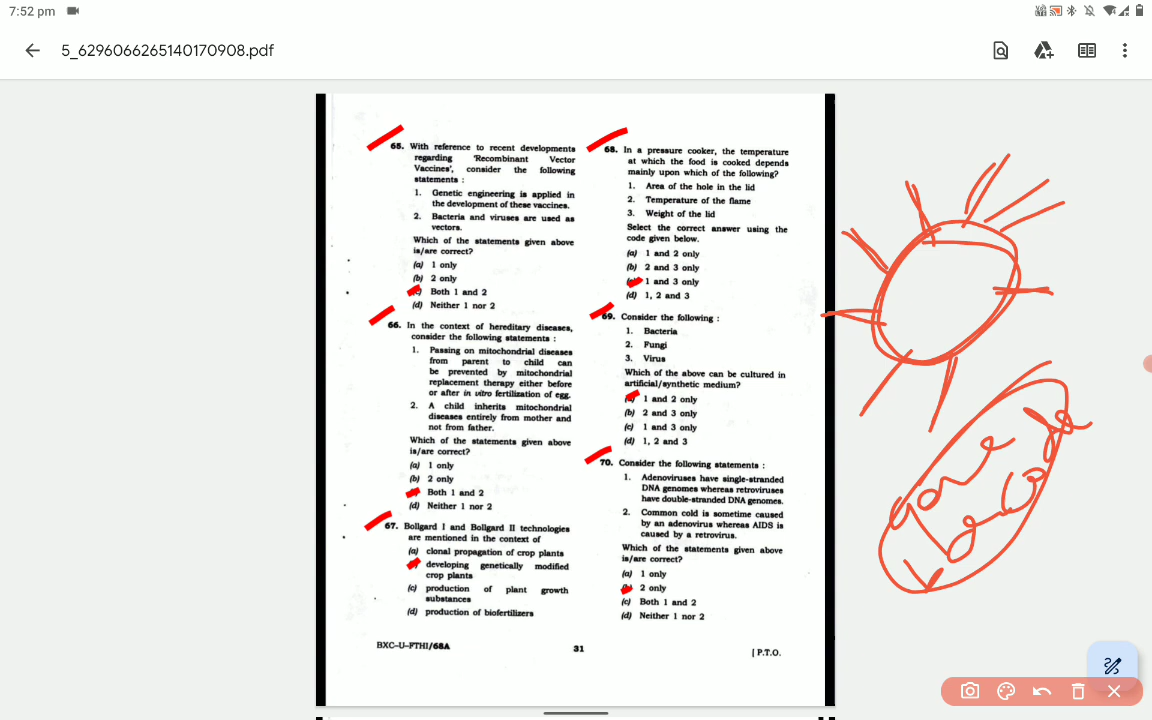 7:52 pm
5_6296066265140170908.pdf
65. With reference to recent developments
regarding 'Recombinant Vector
Vaccines', consider the following
statements :
1. Genetic engineering is applied in
the development of these vaccines.
2. Bacteria and viruses are used as
vectors.
Which of the statements given above
is/are correct?
(a) 1 only
(b) 2 only
Both 1 and 2
(d) Neither 1 nor 2
66. In the context of hereditary diseases,
consider the following statements :
1. Passing on mitochondrial diseases
from parent to child can
be prevented by mitochondrial
replacement therapy either before
or after in vitro fertilization of egg.
2. A child inherits mitochondrial
diseases entirely from mother and
not from father.
Which of the statements given above
is/are correct?
(a) 1 only
(b) 2 only
Both 1 and 2
(d) Neither 1 nor 2
67. Bollgard I and Bollgard II technologies
are mentioned in the context of
(a) clonal propagation of crop plants
developing genetically modified
crop plants
(c) production of plant growth
substances
(d) production of biofertilizers
68. In a pressure cooker, the temperature
at which the food is cooked depends
mainly upon which of the following?
1. Area of the hole in the lid
2. Temperature of the flame
3. Weight of the lid
Select the correct answer using the
code given below.
(a) 1 and 2 only
(b) 2 and 3 only
1 and 3 only
(d) 1, 2 and 3
69. Consider the following :
1. Bacteria
2. Fungi
3. Virus
Which of the above can be cultured in
artificial/synthetic medium?
1 and 2 only
(b) 2 and 3 only
(c) 1 and 3 only
(d) 1, 2 and 3
70. Consider the following statements :
1. Adenoviruses have single-stranded
DNA genomes whereas retroviruses
have double-stranded DNA genomes.
2. Common cold is sometime caused
by an adenovirus whereas AIDS is
caused by a retrovirus.
Which of the statements given above
is/are correct?
(a) 1 only
2 only
(c) Both 1 and 2
(d) Neither 1 nor 2
BXC-U-FTHI/68A
31
[ P.T.O.